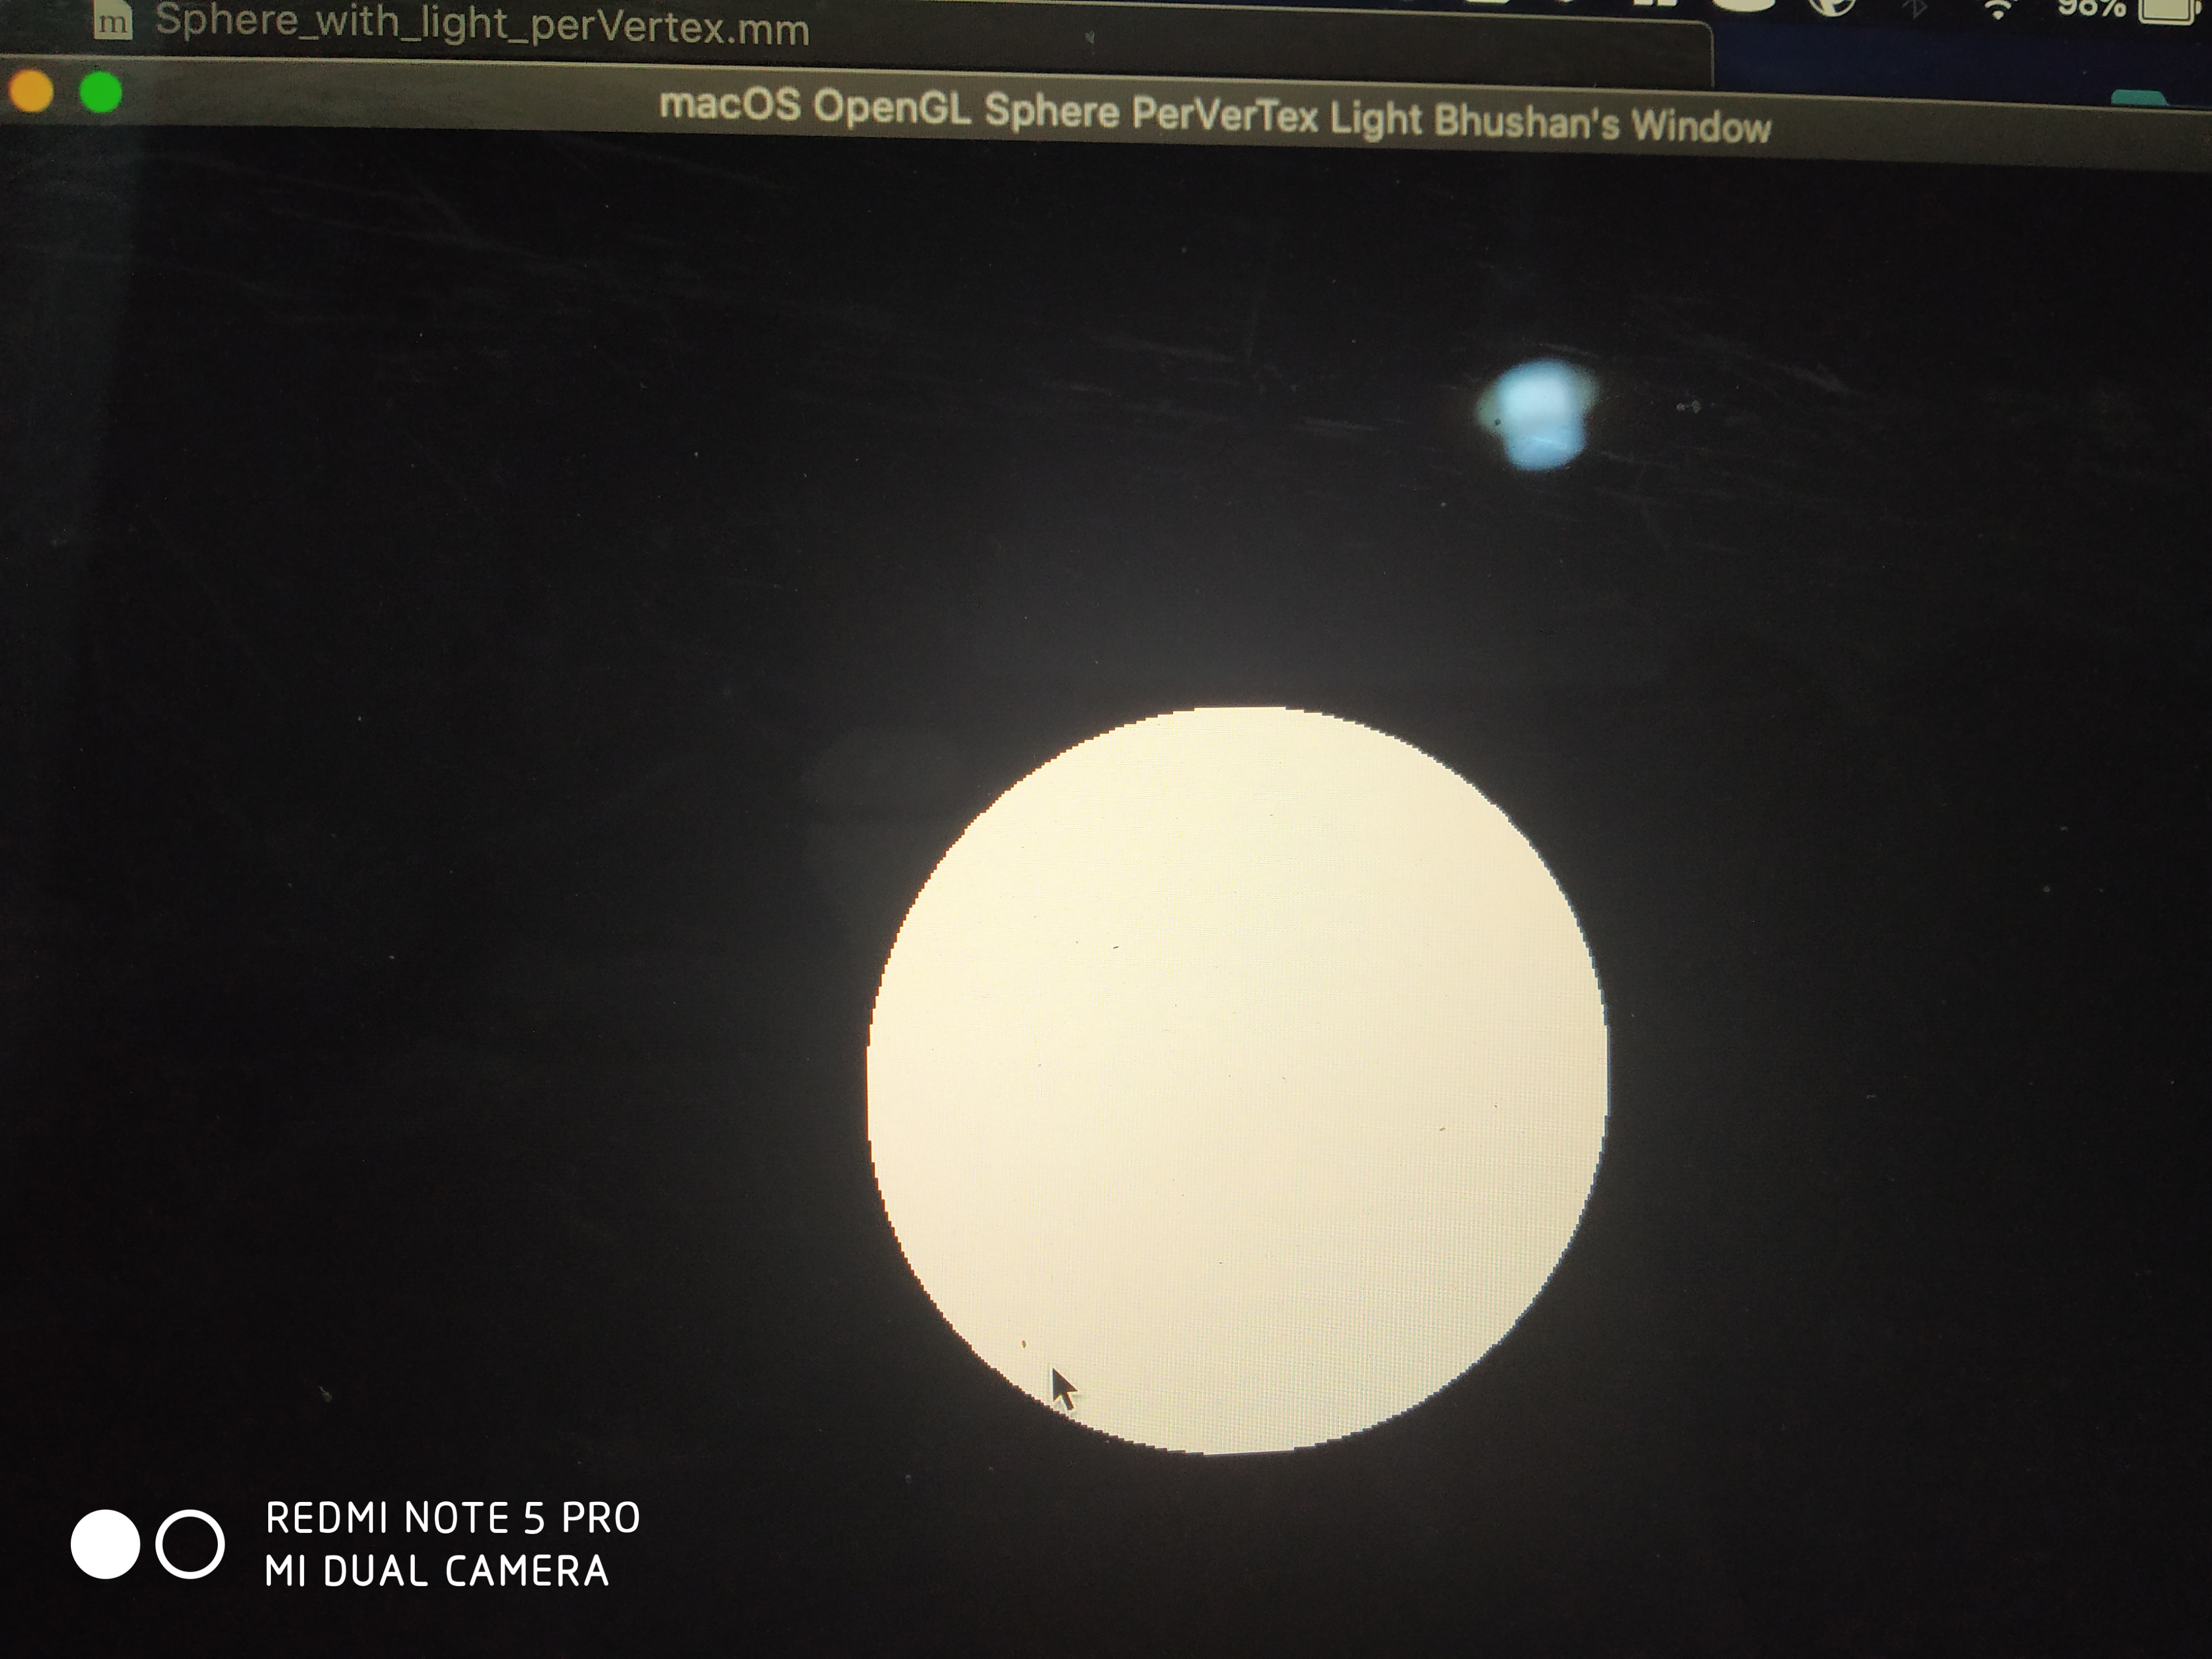 m Sphere_with_light_perVertex.mm
98%
macOS OpenGL Sphere PerVerTex Light Bhushan's Window
REDMI NOTE 5 PRO
MI DUAL CAMERA